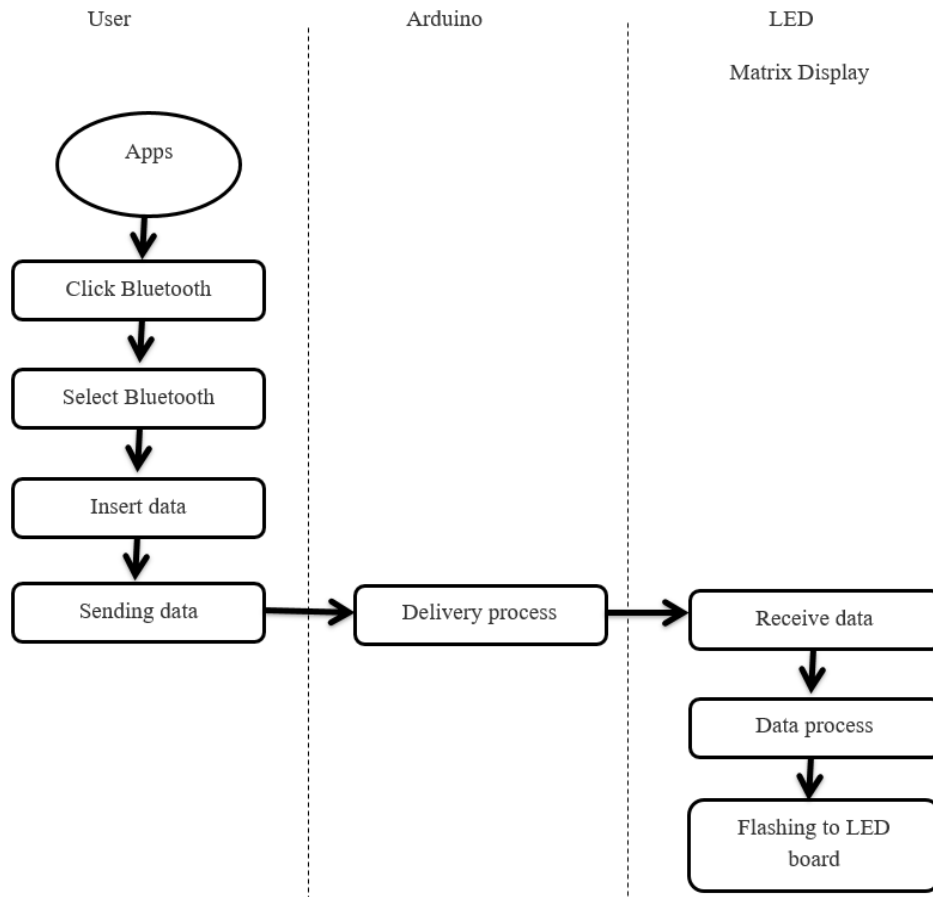 User
Arduino
LED
Matrix Display
Apps
Click Bluetooth
Select Bluetooth
Insert data
Sending data
Delivery process
Receive data
Data process
Flashing to LED
board